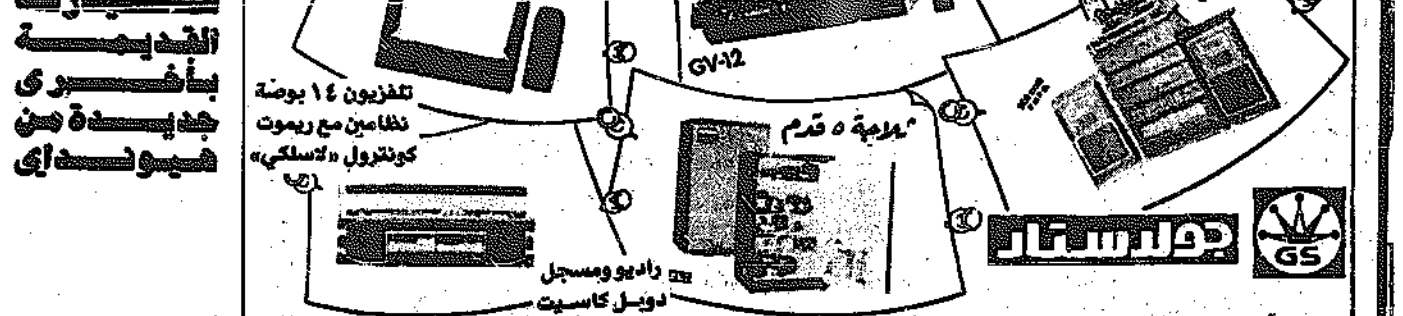 القديمة
بأخرى
جديدة من
هيونداى
GV-12
تلفزيون ١٤ بوصة
نظامين مع ريموت
كونترول «لاسلكي»
ثلاجة ٥ قدم
راديو ومسجل
دوبل كاسيت
جولدستار
GS